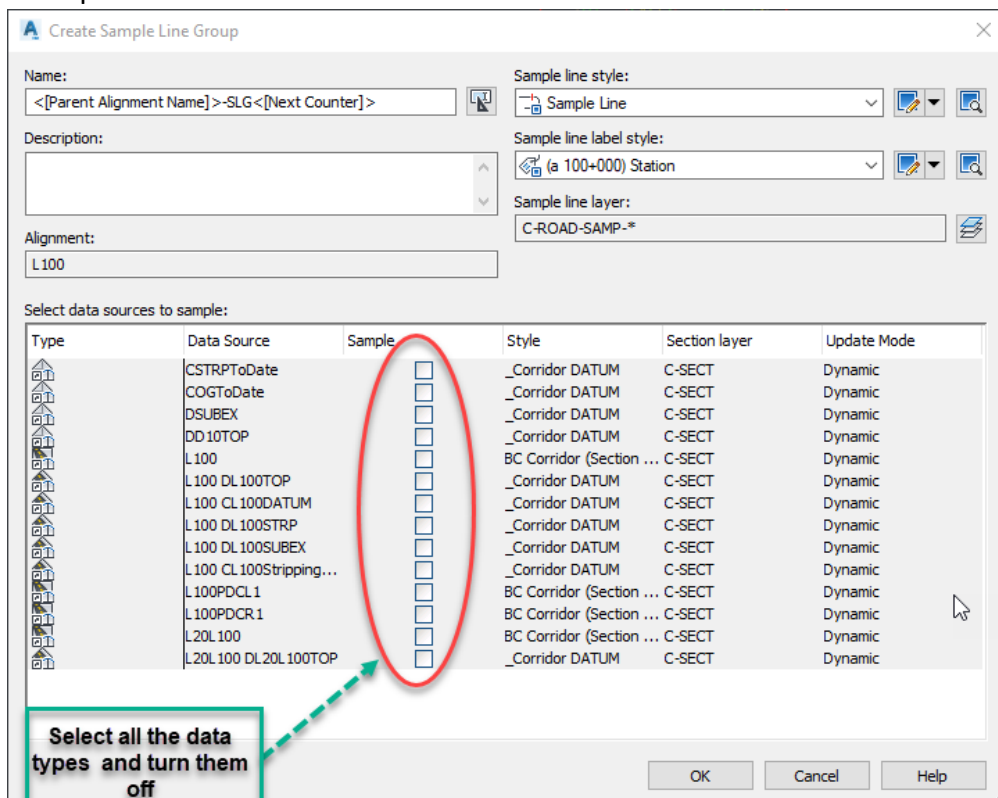 Create Sample Line Group
Name:
<[Parent Alignment Name]>-SLG<[Next Counter]>
Description:
Alignment:
L100
Sample line style:
Sample Line
Sample line label style:
(a 100+000) Station
Sample line layer:
C-ROAD-SAMP-*
Select data sources to sample:
Type Data Source Sample Style Section layer Update Mode
CSTRPToDate _Corridor DATUM C-SECT Dynamic
COGToDate _Corridor DATUM C-SECT Dynamic
DSUBEX _Corridor DATUM C-SECT Dynamic
DD10TOP _Corridor DATUM C-SECT Dynamic
L100 BC Corridor (Section ... C-SECT Dynamic
L100 DL100TOP _Corridor DATUM C-SECT Dynamic
L100 CL100DATUM _Corridor DATUM C-SECT Dynamic
L100 DL100STRP _Corridor DATUM C-SECT Dynamic
L100 DL100SUBEX _Corridor DATUM C-SECT Dynamic
L100 CL100Stripping... _Corridor DATUM C-SECT Dynamic
L100PDCL1 BC Corridor (Section ... C-SECT Dynamic
L100PDCR1 BC Corridor (Section ... C-SECT Dynamic
L20L100 BC Corridor (Section ... C-SECT Dynamic
L20L100 DL20L100TOP _Corridor DATUM C-SECT Dynamic
Select all the data
types and turn them
off
OK Cancel Help